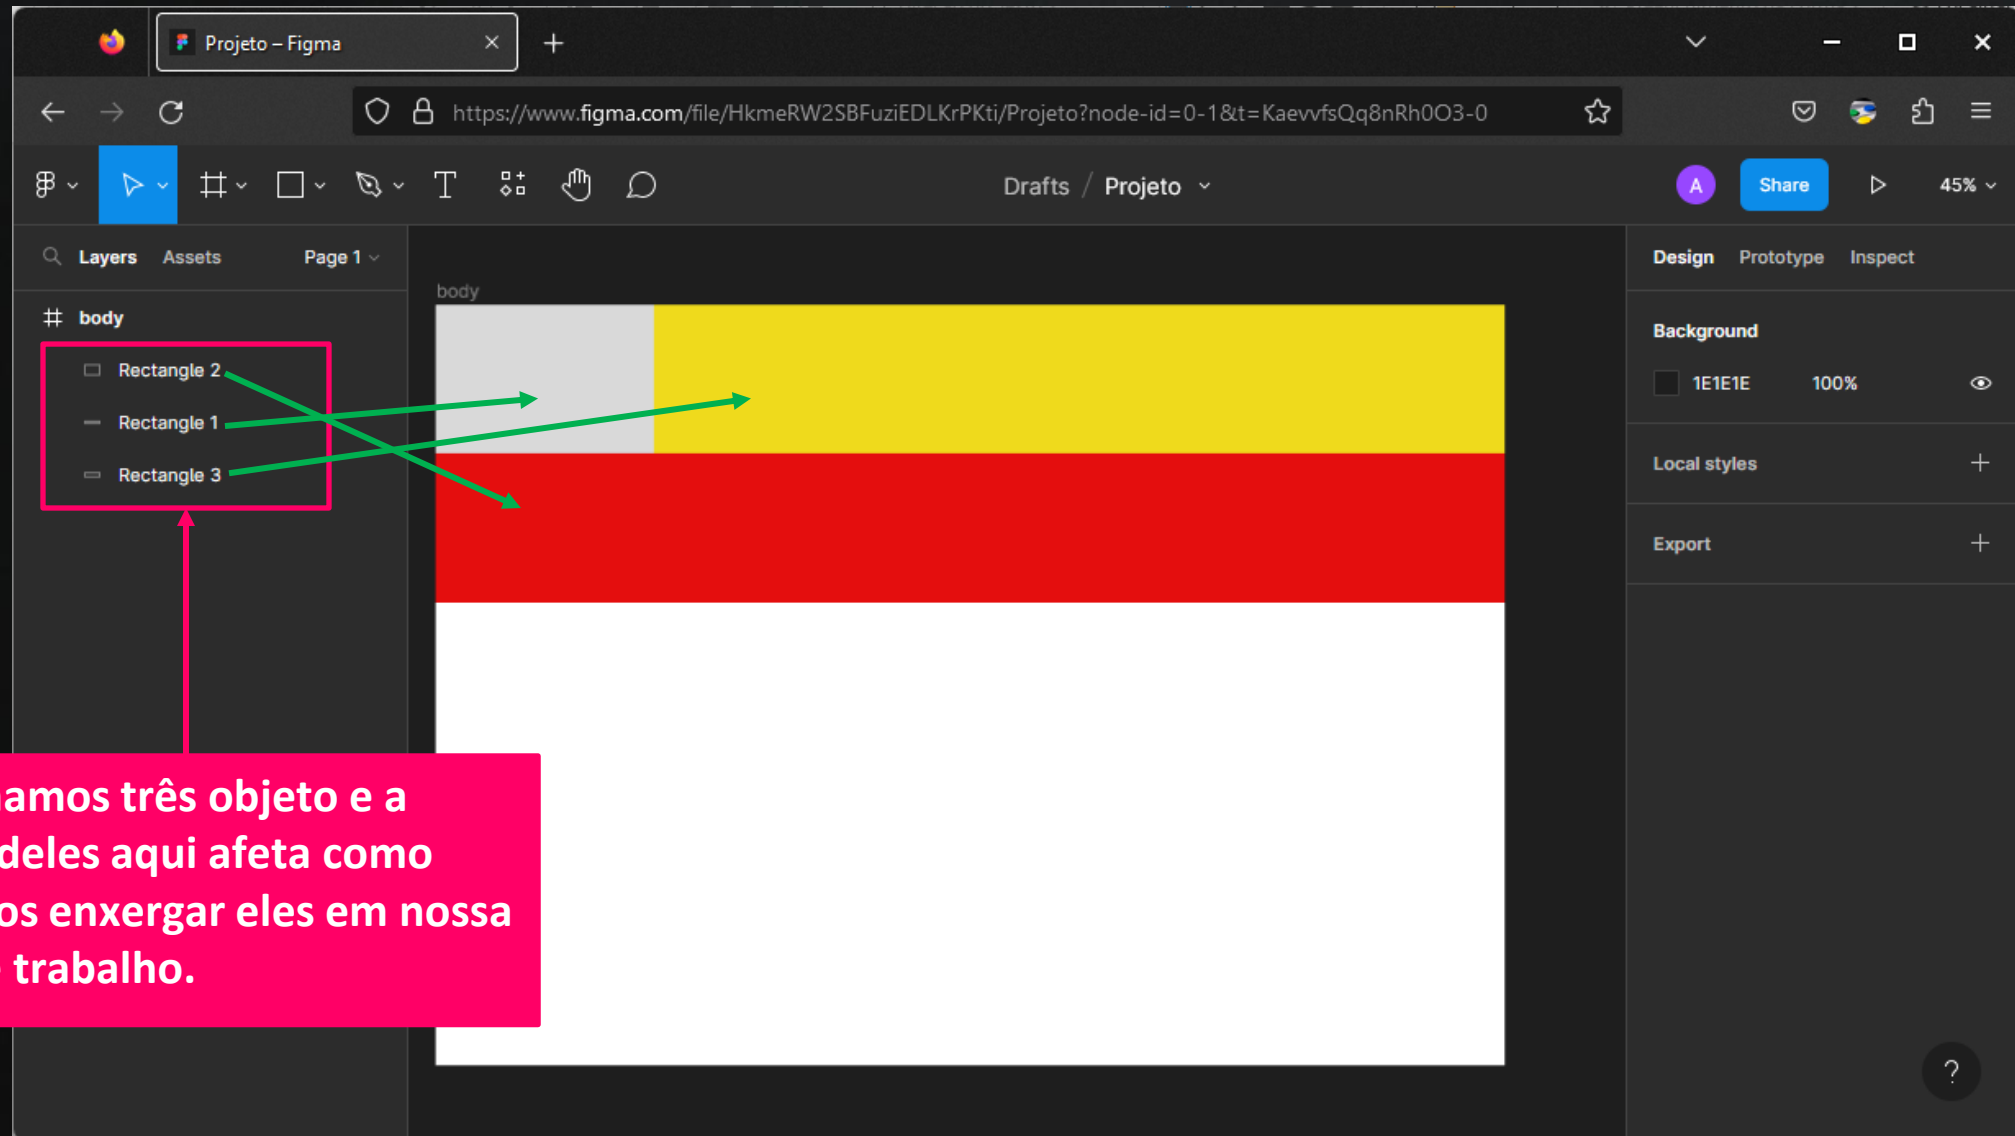 Projeto – Figma
https://www.figma.com/file/HkmeRW2SBFuziEDLKrPKti/Projeto?node-id=0-1&t=KaevvfsQq8nRh0O3-0
Drafts / Projeto
A
Share
45%
Layers Assets Page 1
Design Prototype Inspect
body
body
Background
Rectangle 2
1E1E1E 100%
Rectangle 1
Local styles
Rectangle 3
Export
três objeto e a
deles aqui afeta como
enxergar eles em nossa
trabalho.
?